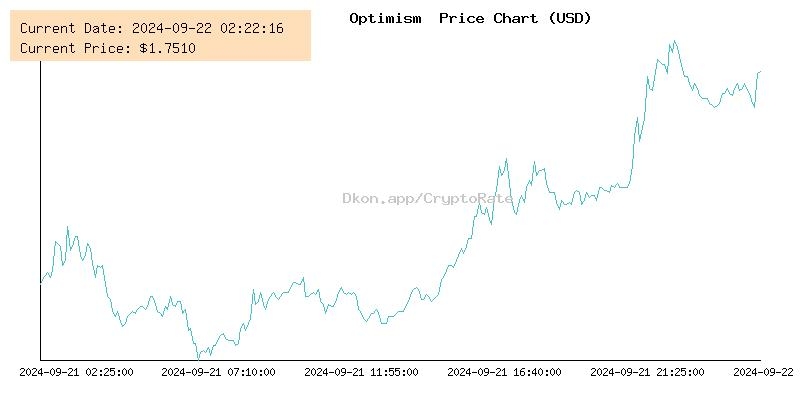 Optimism  Price Chart (USD)
Current Date: 2024-09-22 02:22:16
Current Price: $1.7510
Dkon.app/CryptoRate
2024-09-21 02:25:00 2024-09-21 07:10:00 2024-09-21 11:55:00 2024-09-21 16:40:00 2024-09-21 21:25:00 2024-09-22